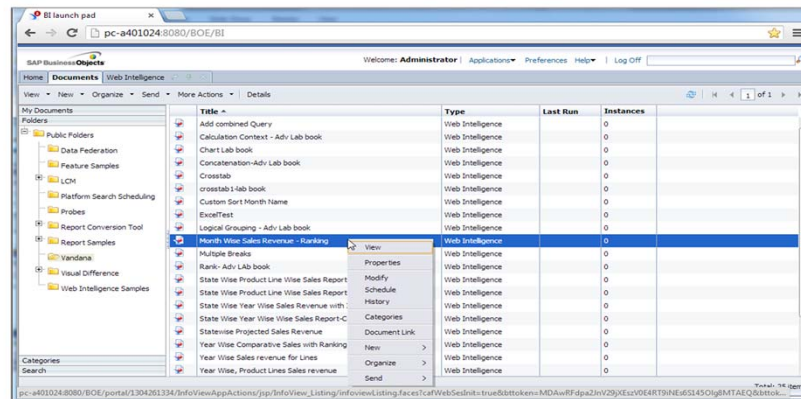 BI launch pad
pc-a401024:8080/BOE/BI
SAP BusinessObjects
Welcome: Administrator | Applications Preferences Help | Log Off
Home Documents Web Intelligence
View New Organize Send More Actions Details
1 of 1
My Documents
Folders
Public Folders
Data Federation
Feature Samples
LCM
Platform Search Scheduling
Probes
Report Conversion Tool
Report Samples
Vandana
Visual Difference
Web Intelligence Samples
Categories
Search
Title Type Last Run Instances
Add combined Query Web Intelligence 0
Calculation Context - Adv Lab book Web Intelligence 0
Chart Lab book Web Intelligence 0
Concatenation-Adv Lab book Web Intelligence 0
Crosstab Web Intelligence 0
crosstab1-lab book Web Intelligence 0
Custom Sort Month Name Web Intelligence 0
ExcelTest Web Intelligence 0
Logical Grouping - Adv Lab book Web Intelligence 0
Month Wise Sales Revenue - Ranking Web Intelligence 0
Multiple Breaks Web Intelligence 0
Rank- Adv LAb book Web Intelligence 0
State Wise Product Line Wise Sales Report Web Intelligence 0
State Wise Product Line Wise Sales Report Web Intelligence 0
State Wise Year Wise Sales Revenue with Web Intelligence 0
State Wise Year Wise Wise Sales Report-C Web Intelligence 0
Statewise Projected Sales Revenue Web Intelligence 0
Year Wise Comparative Sales with Ranking Web Intelligence 0
Year Wise Sales revenue for Lines Web Intelligence 0
Year Wise, Product Lines Sales revenue Web Intelligence 0
View
Properties
Modify
Schedule
History
Categories
Document Link
New
Organize
Send
Total: 25 item